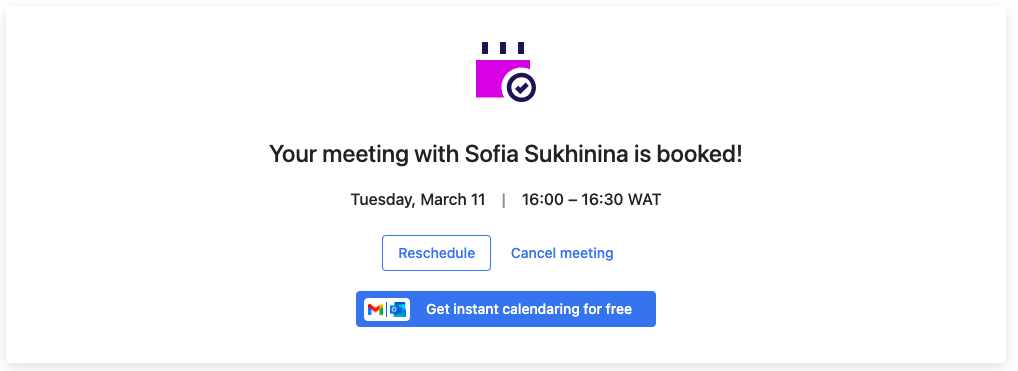 Your meeting with Sofia Sukhinina is booked!
Tuesday, March 11 | 16:00 – 16:30 WAT
Reschedule Cancel meeting
Get instant calendaring for free